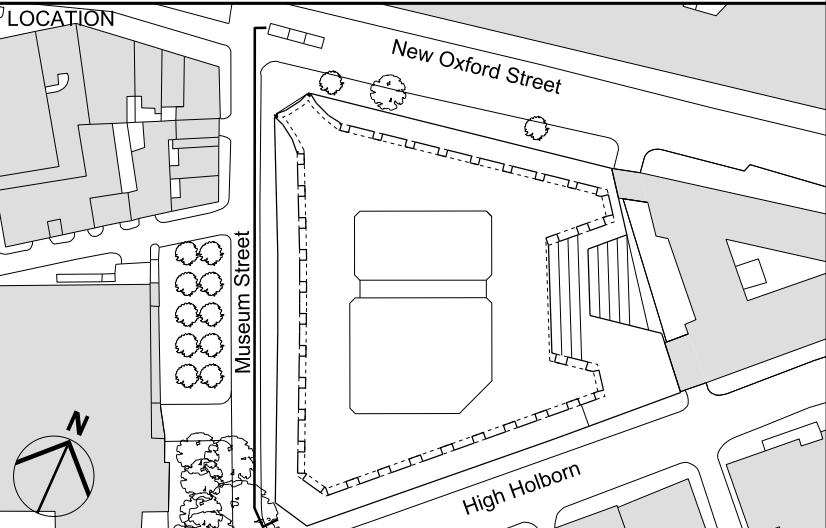 LOCATION
New Oxford Street
Museum Street
N
High Holborn